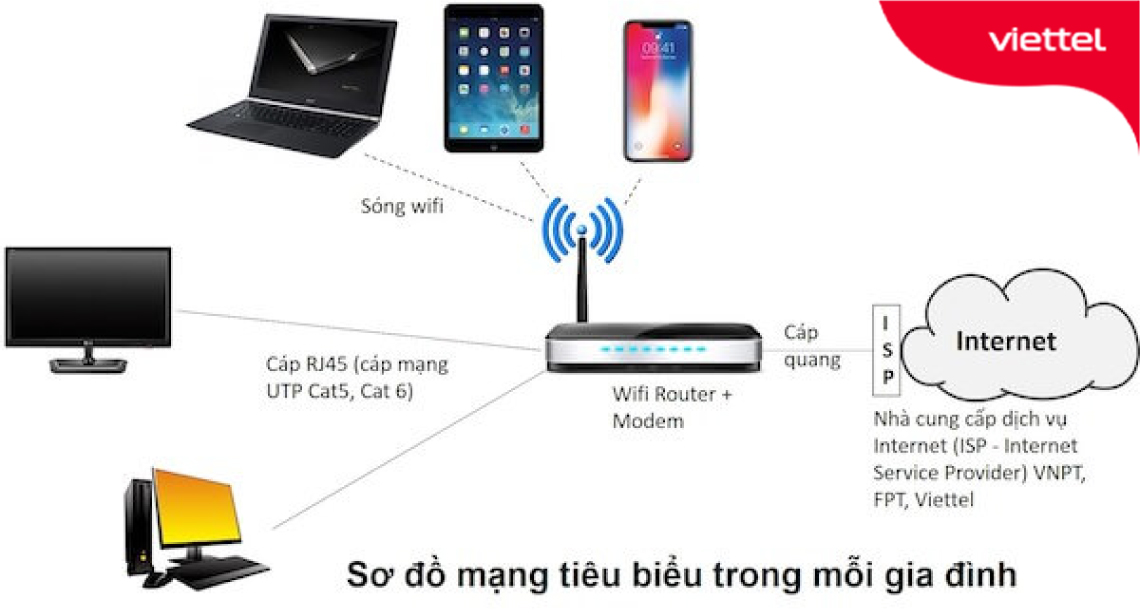 viettel
09:41
Sóng wifi
Cáp RJ45 (cáp mạng
UTP Cat5, Cat 6)
Wifi Router +
Modem
Cáp
quang
I
S
P
Internet
Nhà cung cấp dịch vụ
Internet (ISP - Internet
Service Provider) VNPT,
FPT, Viettel
Sơ đồ mạng tiêu biểu trong mỗi gia đình